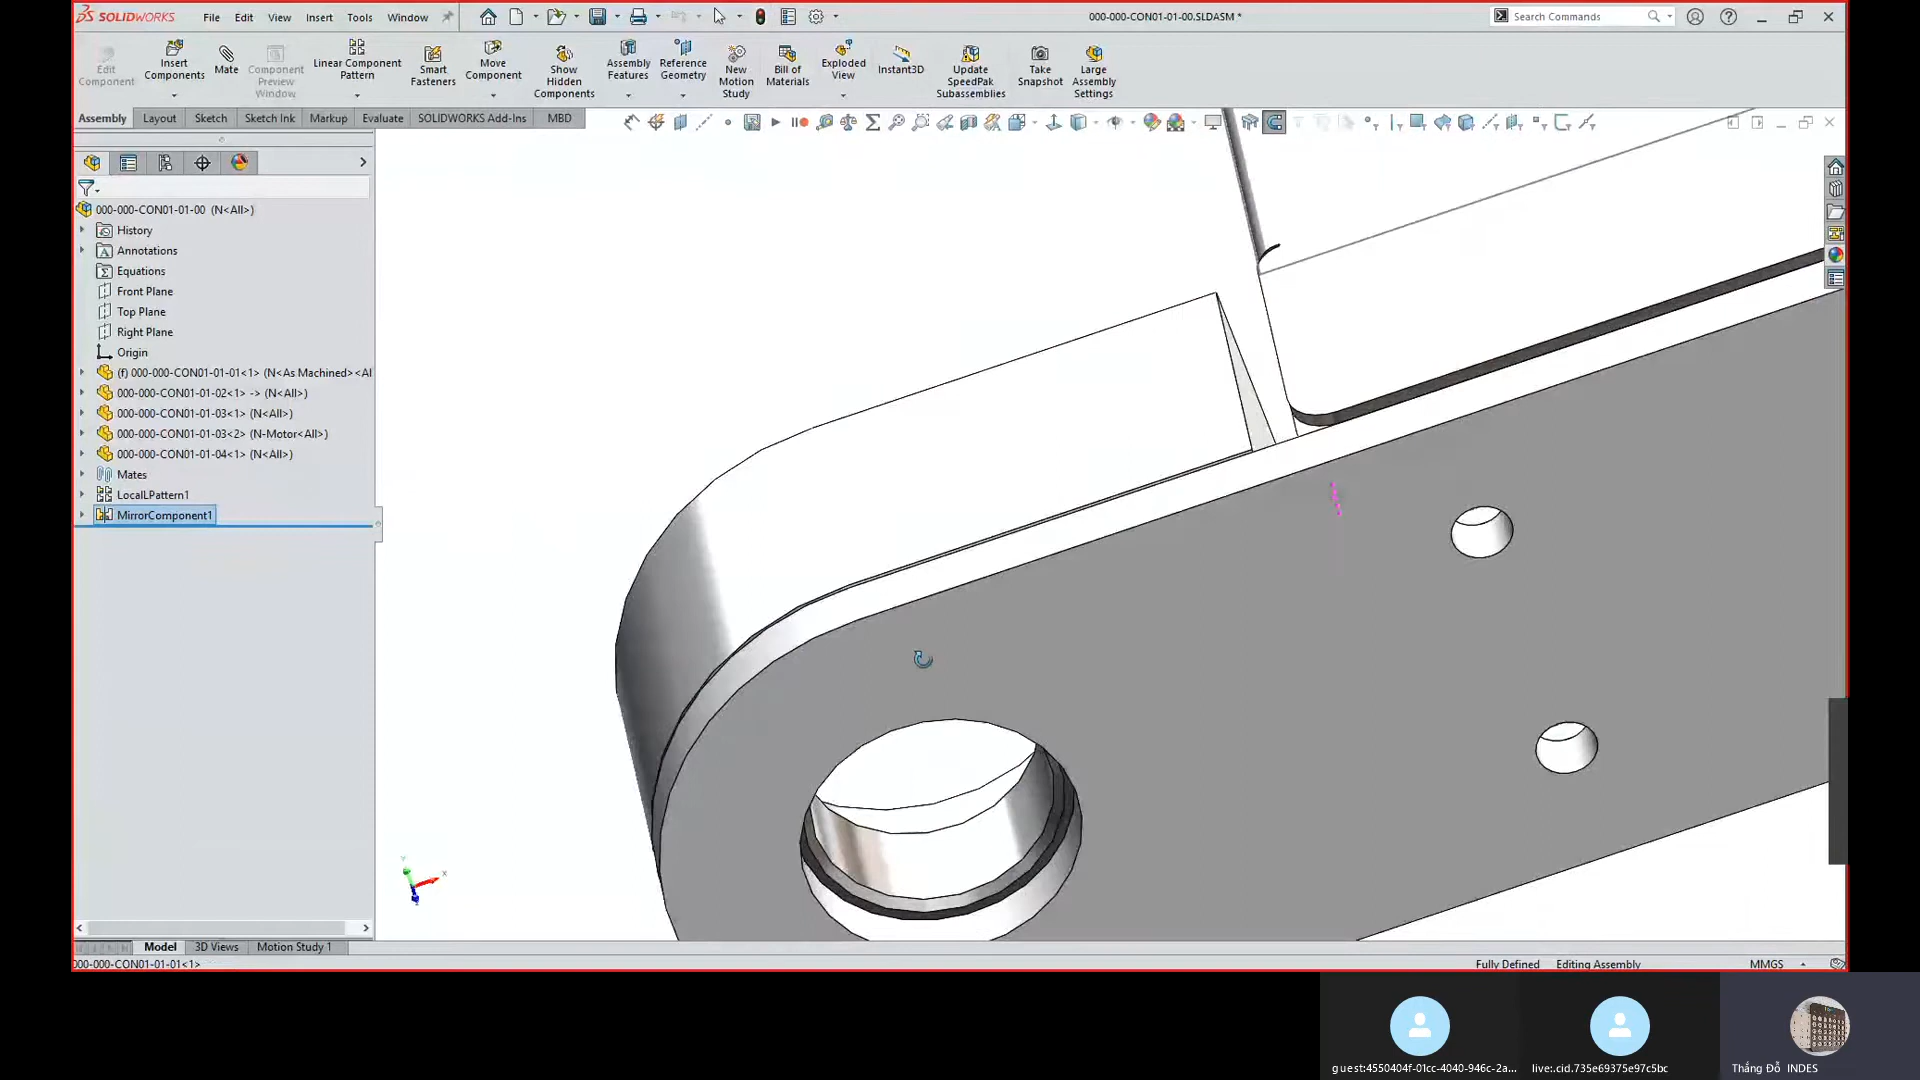 SOLIDWORKS
File
Edit
View
Insert
Tools
Window
000-000-CON01-01-00.SLDASM *
Search Commands
Edit Component
Insert Components
Mate
Component Preview Window
Linear Component Pattern
Smart Fasteners
Move Component
Show Hidden Components
Assembly Features
Reference Geometry
New Motion Study
Bill of Materials
Exploded View
Instant3D
Update SpeedPak Subassemblies
Take Snapshot
Large Assembly Settings
Assembly
Layout
Sketch
Sketch Ink
Markup
Evaluate
SOLIDWORKS Add-Ins
MBD
000-000-CON01-01-00 (N<All>)
History
Annotations
Equations
Front Plane
Top Plane
Right Plane
Origin
(f) 000-000-CON01-01-01<1> (N<As Machined><Al
000-000-CON01-01-02<1> -> (N<All>)
000-000-CON01-01-03<1> (N<All>)
000-000-CON01-01-03<2> (N-Motor<All>)
000-000-CON01-01-04<1> (N<All>)
Mates
LocalLPattern1
MirrorComponent1
Y
X
Model
3D Views
Motion Study 1
000-000-CON01-01-01<1>
Fully Defined
Editing Assembly
MMGS
guest:4550404f-01cc-4040-946c-2a...
live:.cid.735e69375e97c5bc
Thắng Đỗ INDES